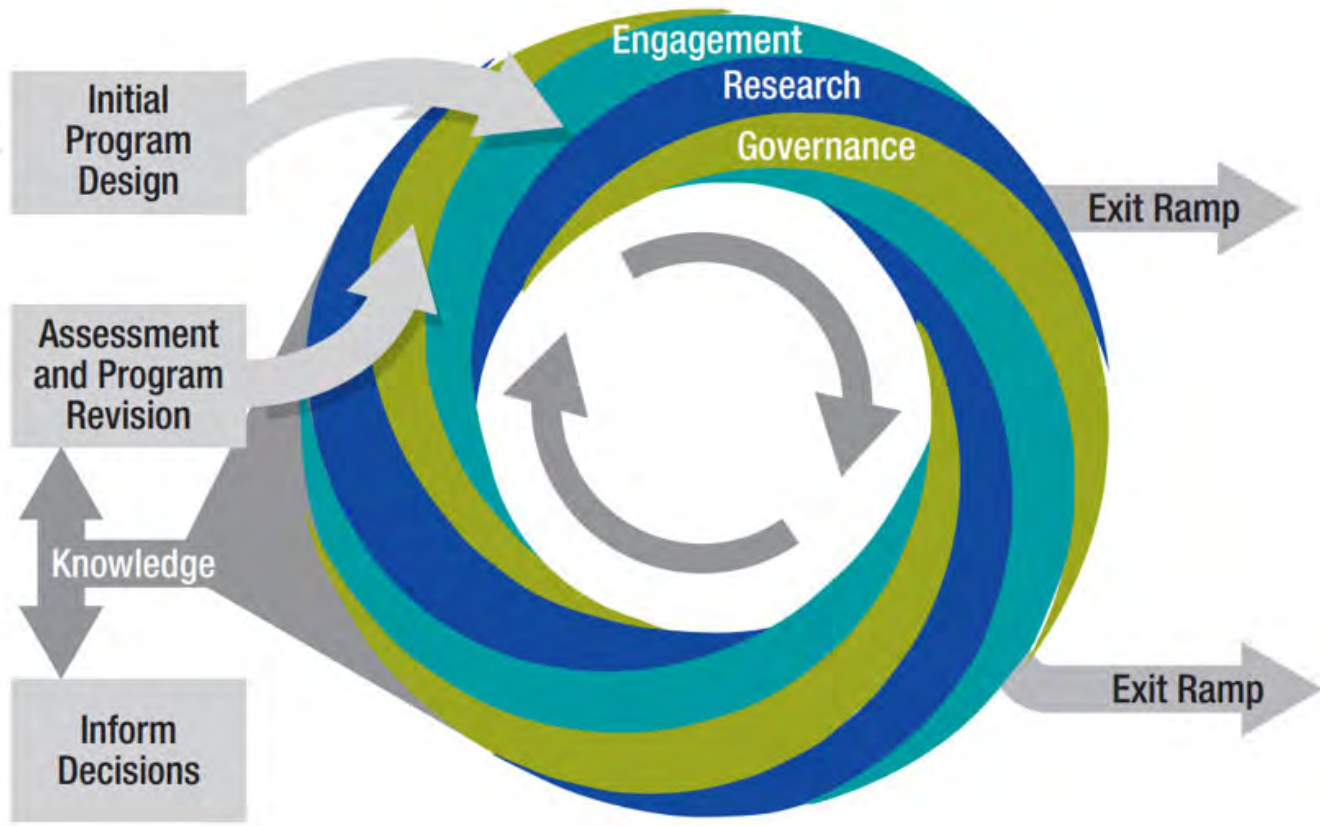 Initial
Program
Design
Engagement
Research
Governance
Exit Ramp
Assessment
and Program
Revision
Knowledge
Inform
Decisions
Exit Ramp